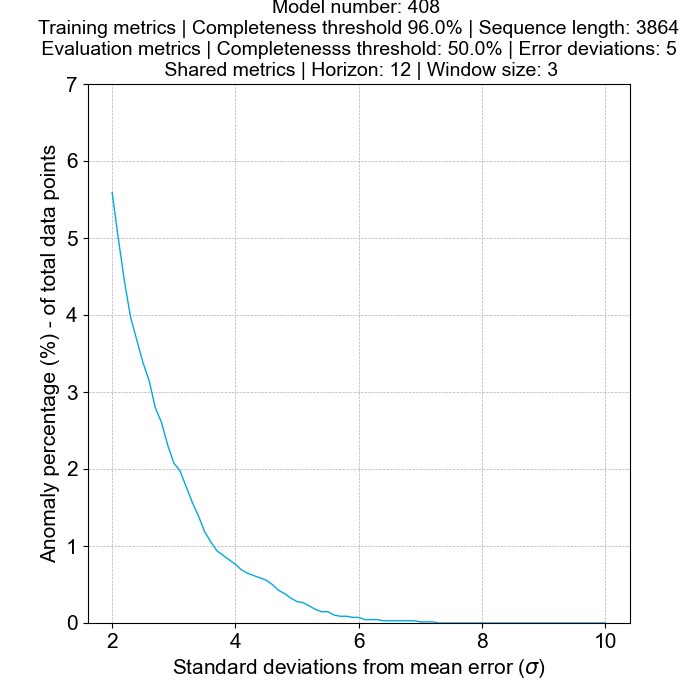 Model number: 408
Training metrics | Completeness threshold 96.0% | Sequence length: 3864
Evaluation metrics | Completenesss threshold: 50.0% | Error deviations: 5
Shared metrics | Horizon: 12 | Window size: 3
7
6
5
4
3
2
1
0
Anomaly percentage (%) - of total data points
2 4 6 8 10
Standard deviations from mean error (σ)